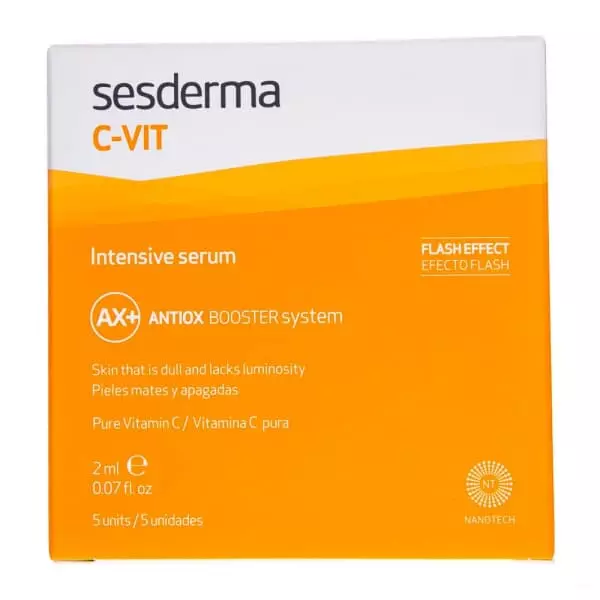 sesderma
C-VIT
Intensive serum
FLASH EFFECT
EFECTO FLASH
AX+ ANTIOX BOOSTER system
Skin that is dull and lacks luminosity
Pieles mates y apagadas
Pure Vitamin C / Vitamina C pura
2 ml ℮
0.07 fl. oz
5 units / 5 unidades
NT
NANOTECH